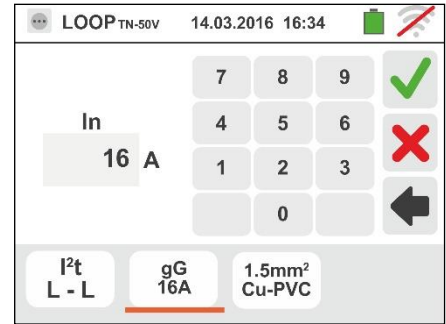 LOOP TN-50V 14.03.2016 16:34
7 8 9
In 4 5 6
16 A 1 2 3
0
I²t gG 1.5mm²
L - L 16A Cu-PVC